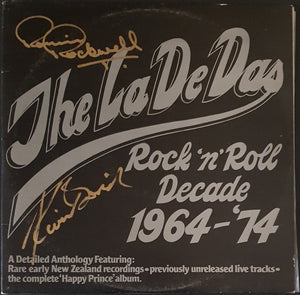 The La De Das
Rock 'n' Roll
Decade
1964-'74
A Detailed Anthology Featuring:
Rare early New Zealand recordings • previously unreleased live tracks •
the complete 'Happy Prince' album.